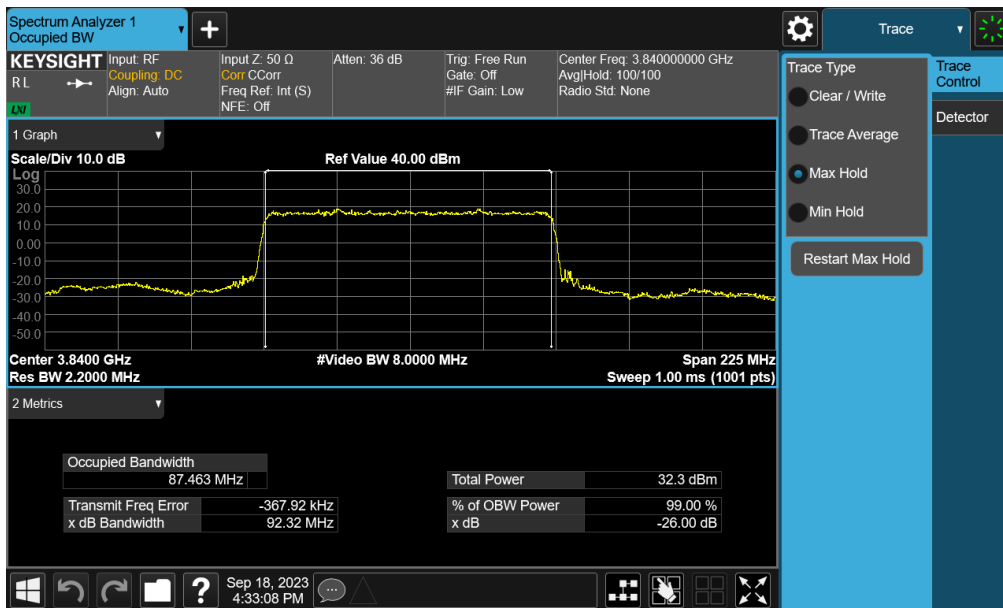 Spectrum Analyzer 1
Occupied BW
+
Trace
KEYSIGHT
R L
LXI
Input: RF
Coupling: DC
Align: Auto
Input Z: 50 Ω
Corr CCorr
Freq Ref: Int (S)
NFE: Off
Atten: 36 dB
Trig: Free Run
Gate: Off
#IF Gain: Low
Center Freq: 3.840000000 GHz
Avg|Hold: 100/100
Radio Std: None
Trace Type
Clear / Write
Trace Average
Max Hold
Min Hold
Restart Max Hold
Trace
Control
Detector
1 Graph
Scale/Div 10.0 dB
Ref Value 40.00 dBm
Log
30.0
20.0
10.0
0.00
-10.0
-20.0
-30.0
-40.0
-50.0
Center 3.8400 GHz
#Video BW 8.0000 MHz
Span 225 MHz
Res BW 2.2000 MHz
Sweep 1.00 ms (1001 pts)
2 Metrics
Occupied Bandwidth
87.463 MHz
Total Power 32.3 dBm
Transmit Freq Error -367.92 kHz
% of OBW Power 99.00 %
x dB Bandwidth 92.32 MHz
x dB -26.00 dB
?
Sep 18, 2023
4:33:08 PM